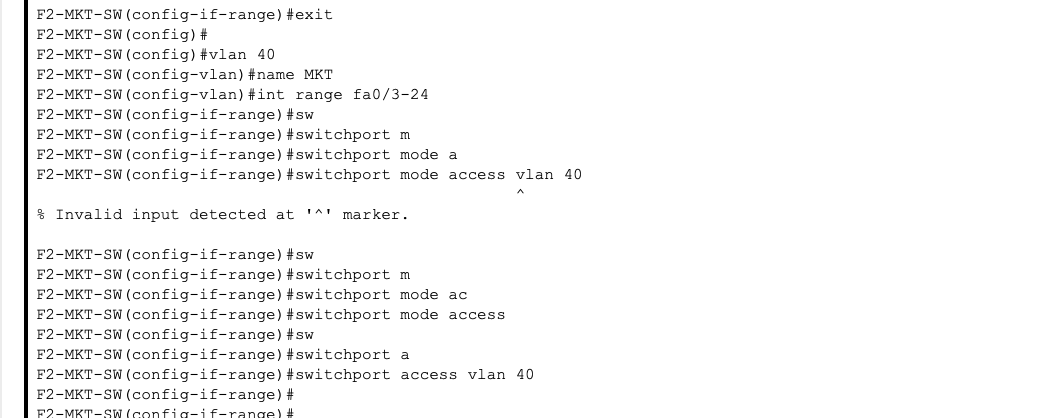 F2-MKT-SW(config-if-range)#exit
F2-MKT-SW(config)#
F2-MKT-SW(config)#vlan 40
F2-MKT-SW(config-vlan)#name MKT
F2-MKT-SW(config-vlan)#int range fa0/3-24
F2-MKT-SW(config-if-range)#sw
F2-MKT-SW(config-if-range)#switchport m
F2-MKT-SW(config-if-range)#switchport mode a
F2-MKT-SW(config-if-range)#switchport mode access vlan 40
^
% Invalid input detected at '^' marker.
F2-MKT-SW(config-if-range)#sw
F2-MKT-SW(config-if-range)#switchport m
F2-MKT-SW(config-if-range)#switchport mode ac
F2-MKT-SW(config-if-range)#switchport mode access
F2-MKT-SW(config-if-range)#sw
F2-MKT-SW(config-if-range)#switchport a
F2-MKT-SW(config-if-range)#switchport access vlan 40
F2-MKT-SW(config-if-range)#
F2-MKT-SW(config-if-range)#